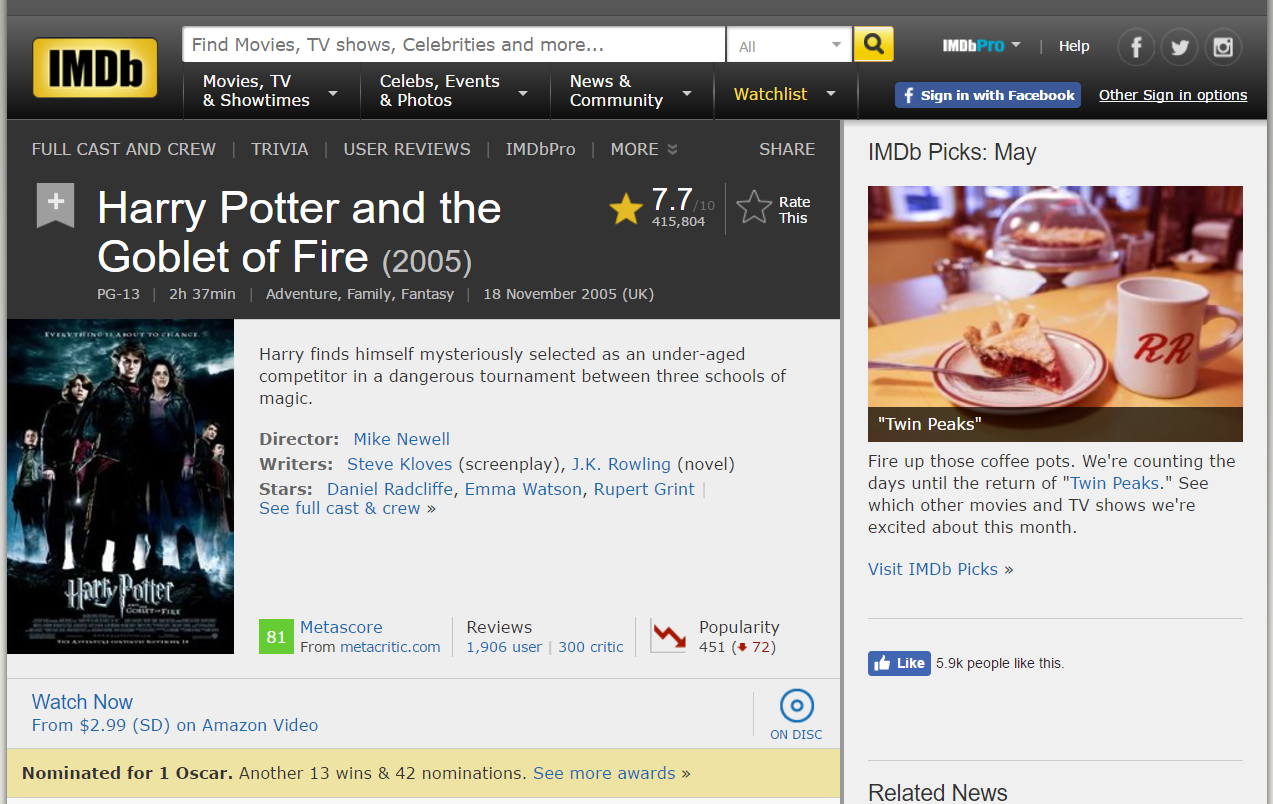 IMDb
Find Movies, TV shows, Celebrities and more...
All
IMDbPro
|
Help
Movies, TV
& Showtimes
Celebs, Events
& Photos
News &
Community
Watchlist
f Sign in with Facebook
Other Sign in options
FULL CAST AND CREW | TRIVIA | USER REVIEWS | IMDbPro | MORE
SHARE
+
Harry Potter and the
Goblet of Fire (2005)
7.7/10
415,804
Rate
This
PG-13 | 2h 37min | Adventure, Family, Fantasy | 18 November 2005 (UK)
EVERYTHING IS ABOUT TO CHANGE.
Harry Potter
AND THE
GOBLET OF FIRE
THE ADVENTURE CONTINUES NOVEMBER 18
Harry finds himself mysteriously selected as an under-aged
competitor in a dangerous tournament between three schools of
magic.
Director: Mike Newell
Writers: Steve Kloves (screenplay), J.K. Rowling (novel)
Stars: Daniel Radcliffe, Emma Watson, Rupert Grint |
See full cast & crew »
81
Metascore
From metacritic.com
Reviews
1,906 user | 300 critic
Popularity
451 (72)
Watch Now
From $2.99 (SD) on Amazon Video
ON DISC
Nominated for 1 Oscar. Another 13 wins & 42 nominations. See more awards »
IMDb Picks: May
RR
"Twin Peaks"
Fire up those coffee pots. We're counting the
days until the return of "Twin Peaks." See
which other movies and TV shows we're
excited about this month.
Visit IMDb Picks »
Like
5.9k people like this.
Related News